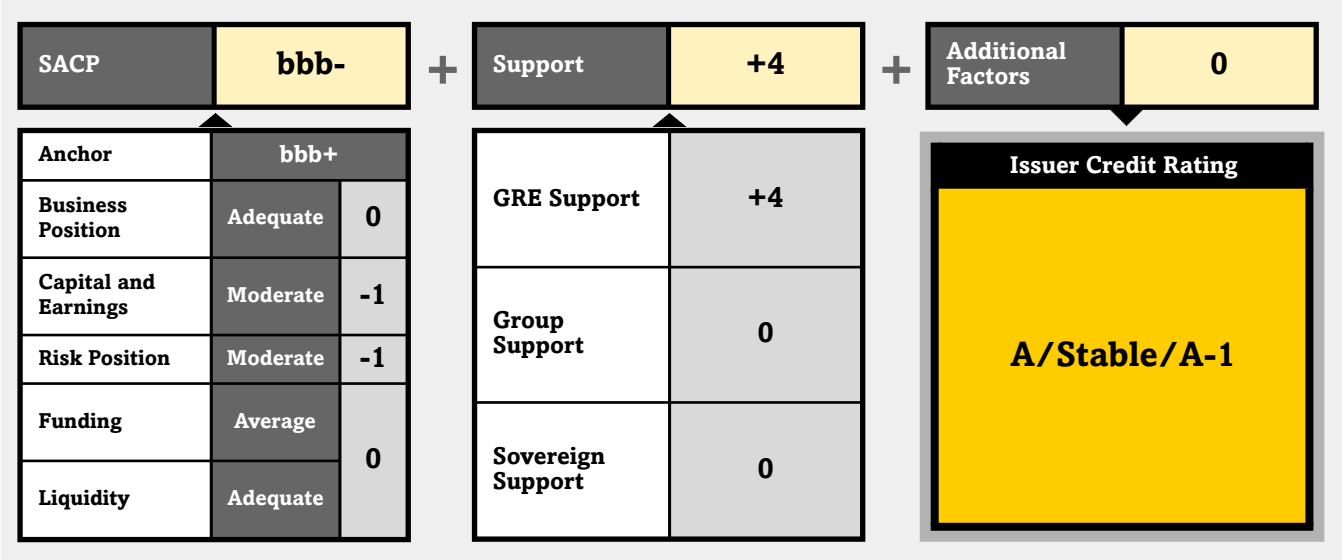 SACP
bbb-
+
Support
+4
+
Additional
Factors
0
Anchor
bbb+
Business
Position
Adequate
0
Capital and
Earnings
Moderate
-1
Risk Position
Moderate
-1
Funding
Average
0
Liquidity
Adequate
GRE Support
+4
Group
Support
0
Sovereign
Support
0
Issuer Credit Rating
A/Stable/A-1